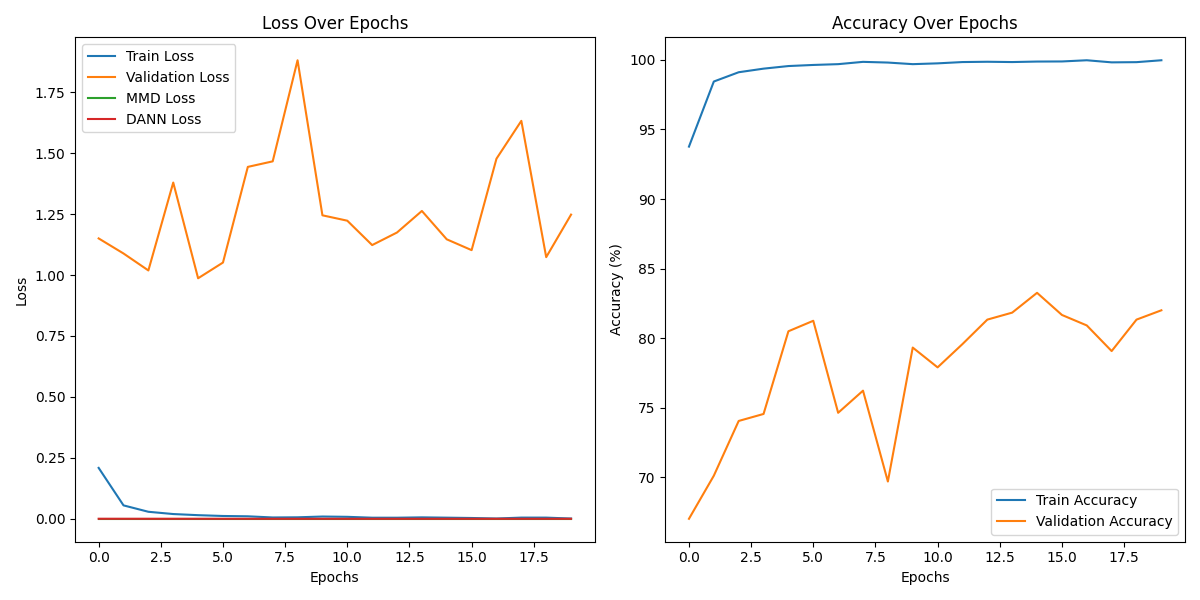 Loss Over Epochs
Train Loss
Validation Loss
MMD Loss
DANN Loss
1.75
1.50
1.25
1.00
0.75
0.50
0.25
0.00
Loss
0.0 2.5 5.0 7.5 10.0 12.5 15.0 17.5
Epochs
Accuracy Over Epochs
100
95
90
85
80
75
70
Accuracy (%)
Train Accuracy
Validation Accuracy
0.0 2.5 5.0 7.5 10.0 12.5 15.0 17.5
Epochs